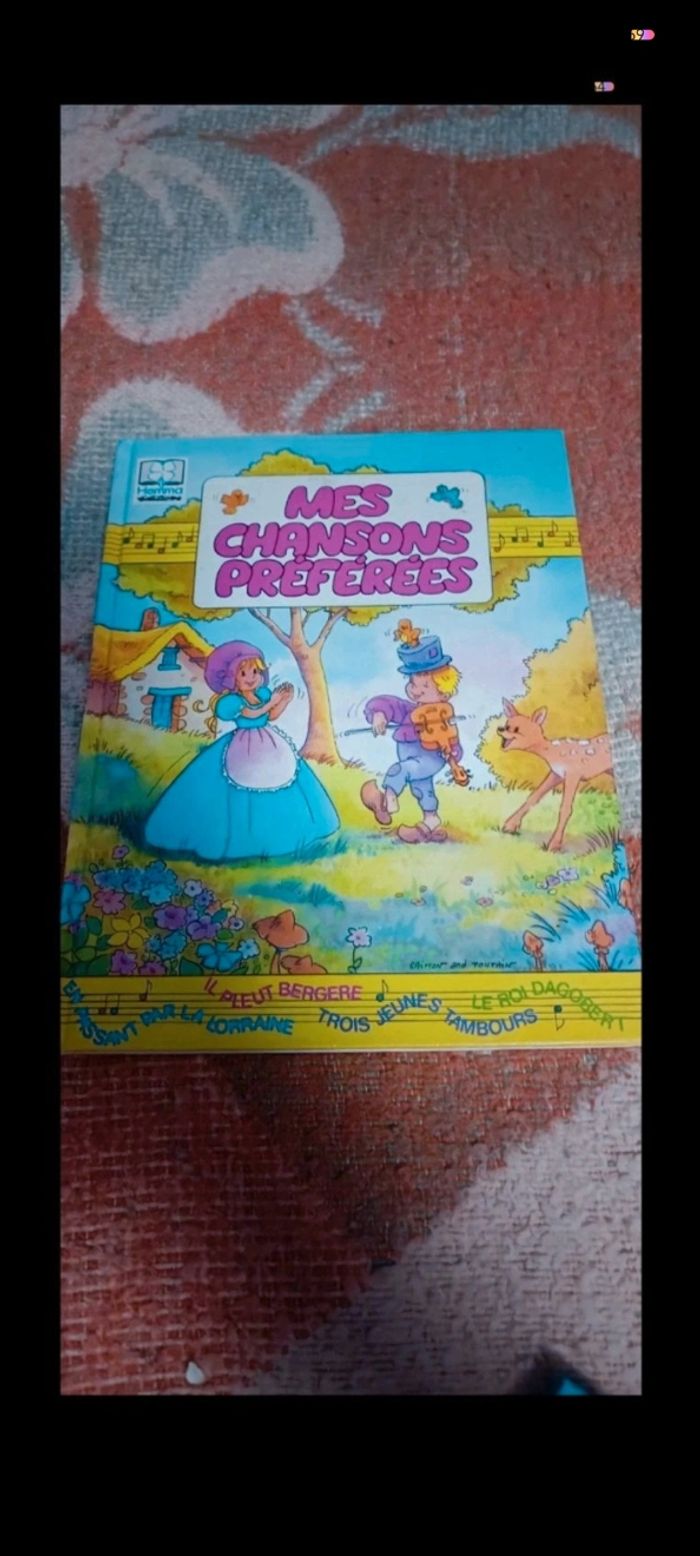 Hemma
MES
CHANSONS
PRÉFÉRÉES
EN PASSANT PAR LA LORRAINE
IL PLEUT BERGERE
TROIS JEUNES TAMBOURS
LE ROI DAGOBERT